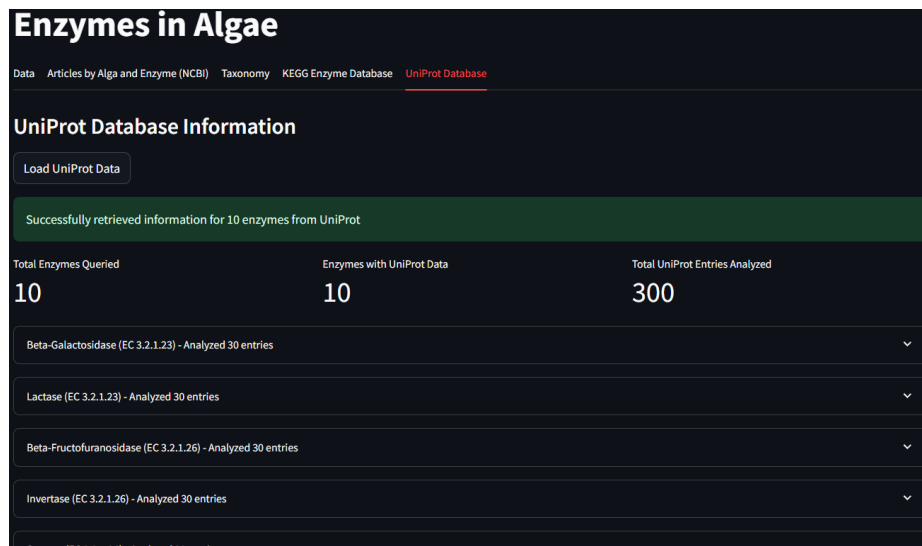 Enzymes in Algae
Data Articles by Alga and Enzyme (NCBI) Taxonomy KEGG Enzyme Database UniProt Database
UniProt Database Information
Load UniProt Data
Successfully retrieved information for 10 enzymes from UniProt
Total Enzymes Queried Enzymes with UniProt Data Total UniProt Entries Analyzed
10 10 300
Beta-Galactosidase (EC 3.2.1.23) - Analyzed 30 entries
Lactase (EC 3.2.1.23) - Analyzed 30 entries
Beta-Fructofuranosidase (EC 3.2.1.26) - Analyzed 30 entries
Invertase (EC 3.2.1.26) - Analyzed 30 entries